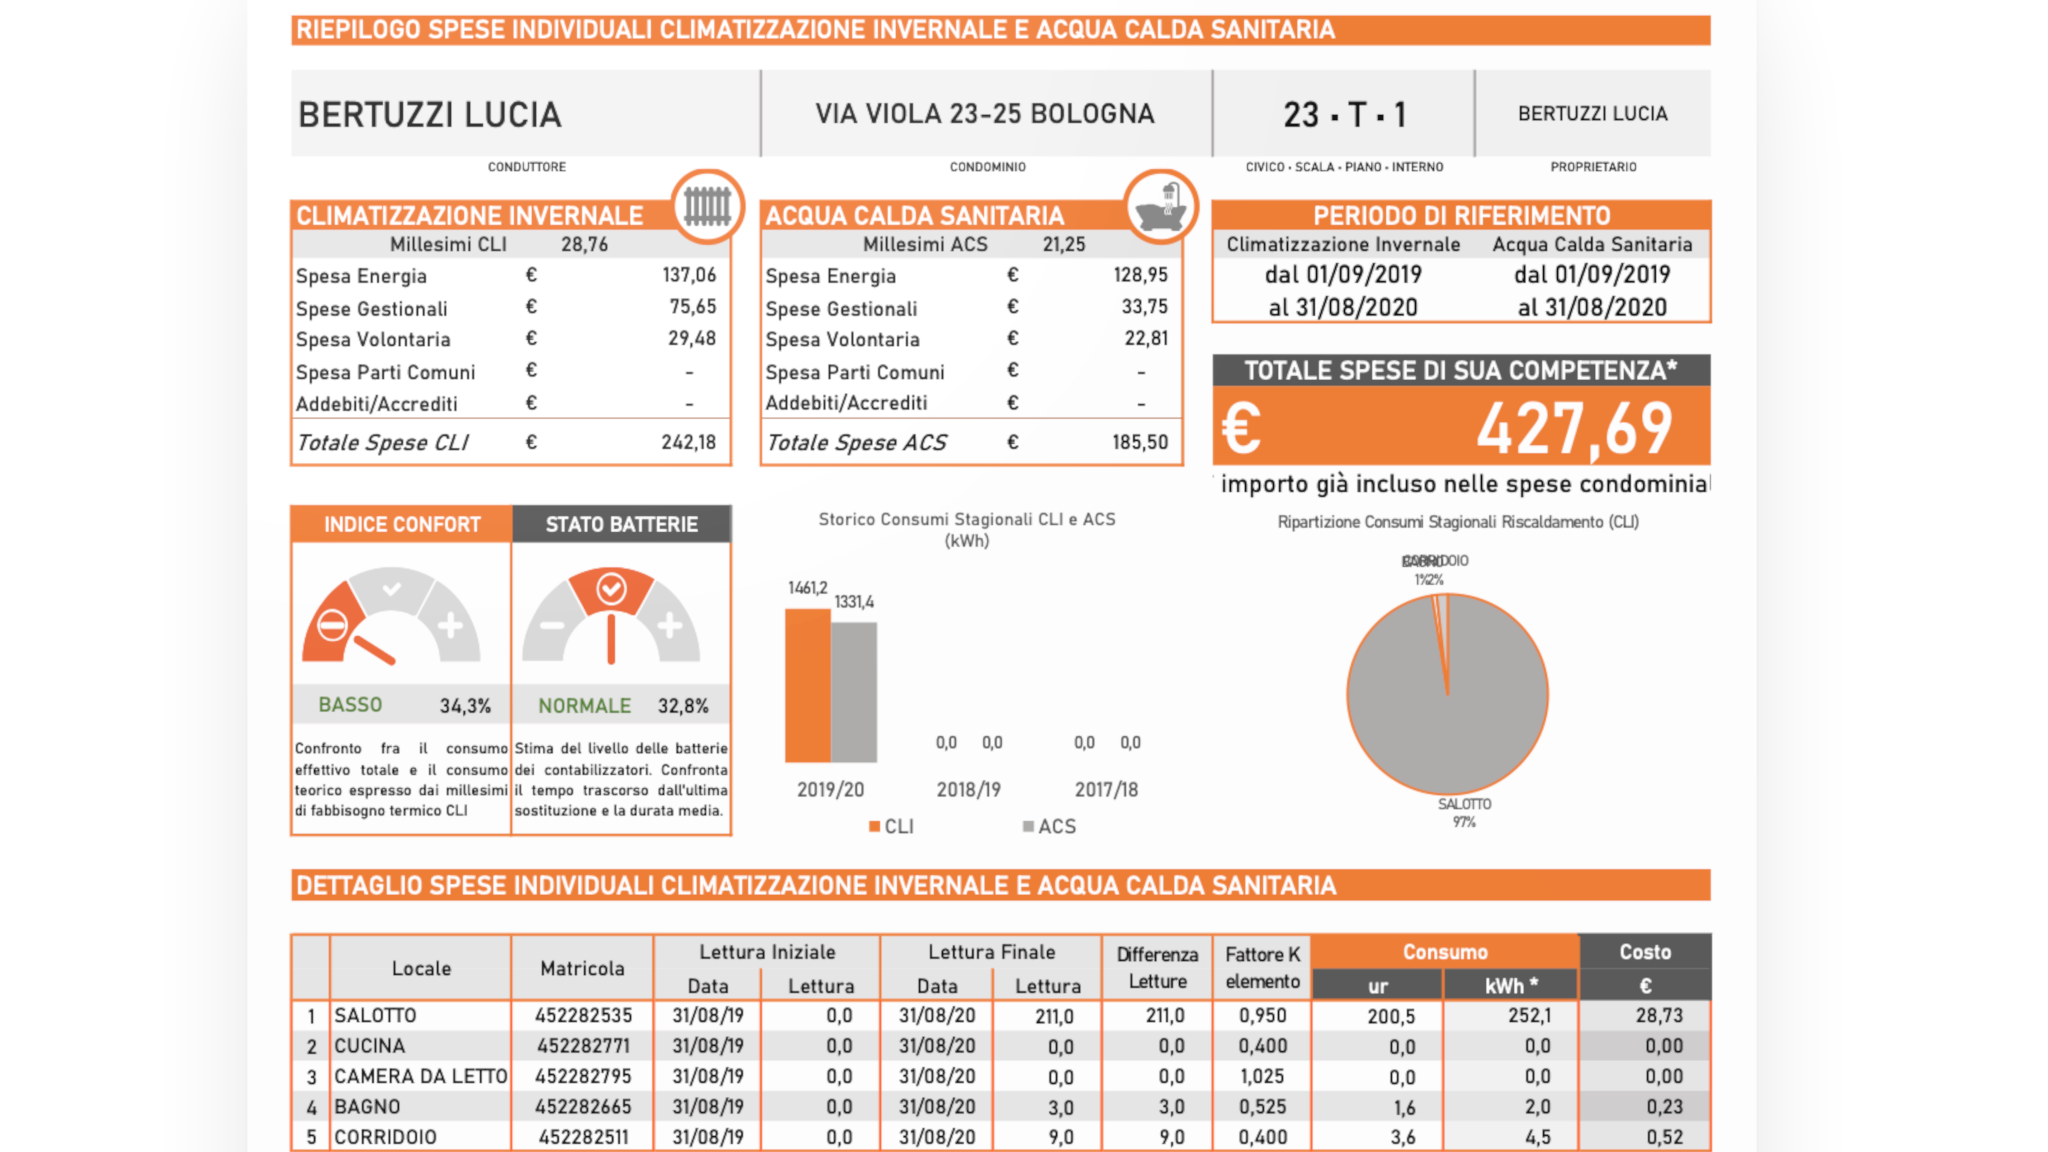 RIEPILOGO SPESE INDIVIDUALI CLIMATIZZAZIONE INVERNALE E ACQUA CALDA SANITARIA
BERTUZZI LUCIA VIA VIOLA 23-25 BOLOGNA 23 · T · 1 BERTUZZI LUCIA
CONDUTTORE CONDOMINIO CIVICO · SCALA · PIANO · INTERNO PROPRIETARIO
CLIMATIZZAZIONE INVERNALE
Millesimi CLI 28,76
Spesa Energia € 137,06
Spese Gestionali € 75,65
Spesa Volontaria € 29,48
Spesa Parti Comuni € -
Addebiti/Accrediti € -
Totale Spese CLI € 242,18
ACQUA CALDA SANITARIA
Millesimi ACS 21,25
Spesa Energia € 128,95
Spese Gestionali € 33,75
Spesa Volontaria € 22,81
Spesa Parti Comuni € -
Addebiti/Accrediti € -
Totale Spese ACS € 185,50
PERIODO DI RIFERIMENTO
Climatizzazione Invernale Acqua Calda Sanitaria
dal 01/09/2019 dal 01/09/2019
al 31/08/2020 al 31/08/2020
TOTALE SPESE DI SUA COMPETENZA*
€ 427,69
importo già incluso nelle spese condominial
INDICE CONFORT
BASSO 34,3%
Confronto fra il consumo
effettivo totale e il consumo
teorico espresso dai millesimi
di fabbisogno termico CLI
STATO BATTERIE
NORMALE 32,8%
Stima del livello delle batterie
dei contabilizzatori. Confronta
il tempo trascorso dall'ultima
sostituzione e la durata media.
Storico Consumi Stagionali CLI e ACS
(kWh)
1461,2 1331,4
0,0 0,0 0,0 0,0
2019/20 2018/19 2017/18
CLI ACS
Ripartizione Consumi Stagionali Riscaldamento (CLI)
BAGNO CORRIDOIO
1% 2%
SALOTTO
97%
DETTAGLIO SPESE INDIVIDUALI CLIMATIZZAZIONE INVERNALE E ACQUA CALDA SANITARIA
Locale Matricola Lettura Iniziale Lettura Finale Differenza Letture Fattore K elemento Consumo Costo
Data Lettura Data Lettura ur kWh * €
1 SALOTTO 452282535 31/08/19 0,0 31/08/20 211,0 211,0 0,950 200,5 252,1 28,73
2 CUCINA 452282771 31/08/19 0,0 31/08/20 0,0 0,0 0,400 0,0 0,0 0,00
3 CAMERA DA LETTO 452282795 31/08/19 0,0 31/08/20 0,0 0,0 1,025 0,0 0,0 0,00
4 BAGNO 452282665 31/08/19 0,0 31/08/20 3,0 3,0 0,525 1,6 2,0 0,23
5 CORRIDOIO 452282511 31/08/19 0,0 31/08/20 9,0 9,0 0,400 3,6 4,5 0,52